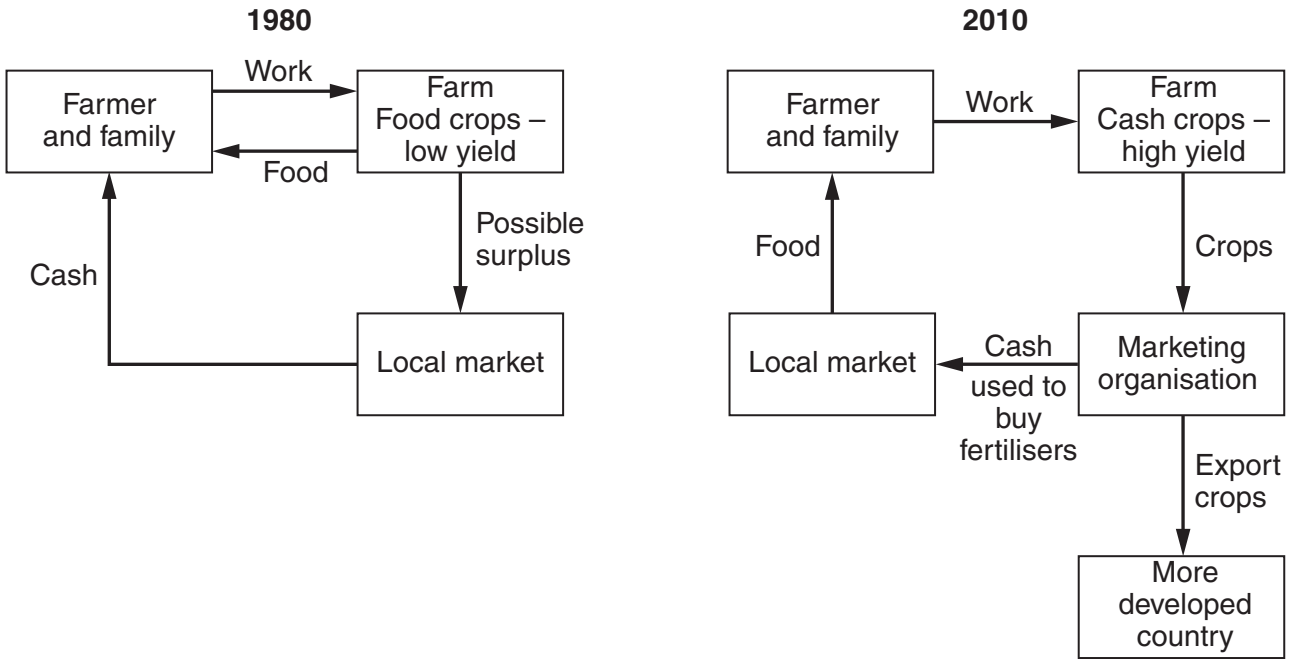 1980
Farmer
and family
Work
Farm
Food crops –
low yield
Food
Possible
surplus
Cash
Local market
2010
Farmer
and family
Work
Farm
Cash crops –
high yield
Food
Crops
Local market
Cash
used to
buy
fertilisers
Marketing
organisation
Export
crops
More
developed
country